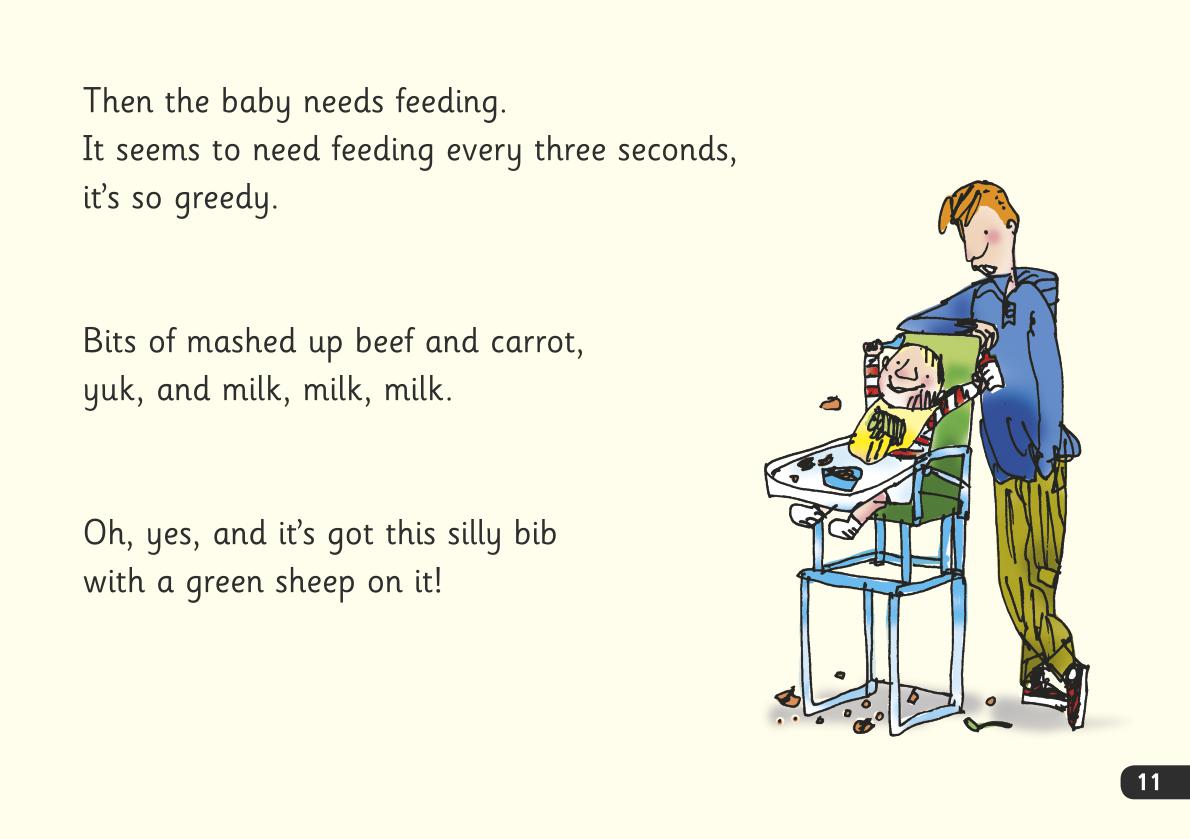 Then the baby needs feeding.
It seems to need feeding every three seconds,
it's so greedy.
Bits of mashed up beef and carrot,
yuk, and milk, milk, milk.
Oh, yes, and it's got this silly bib
with a green sheep on it!
11